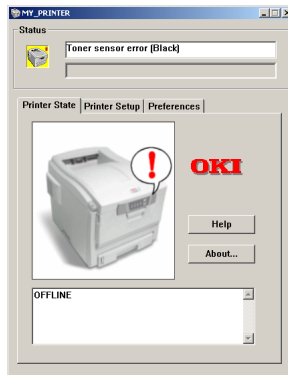 MY_PRINTER
Status
Toner sensor error (Black)
Printer State Printer Setup Preferences
OKI
Help
About...
OFFLINE